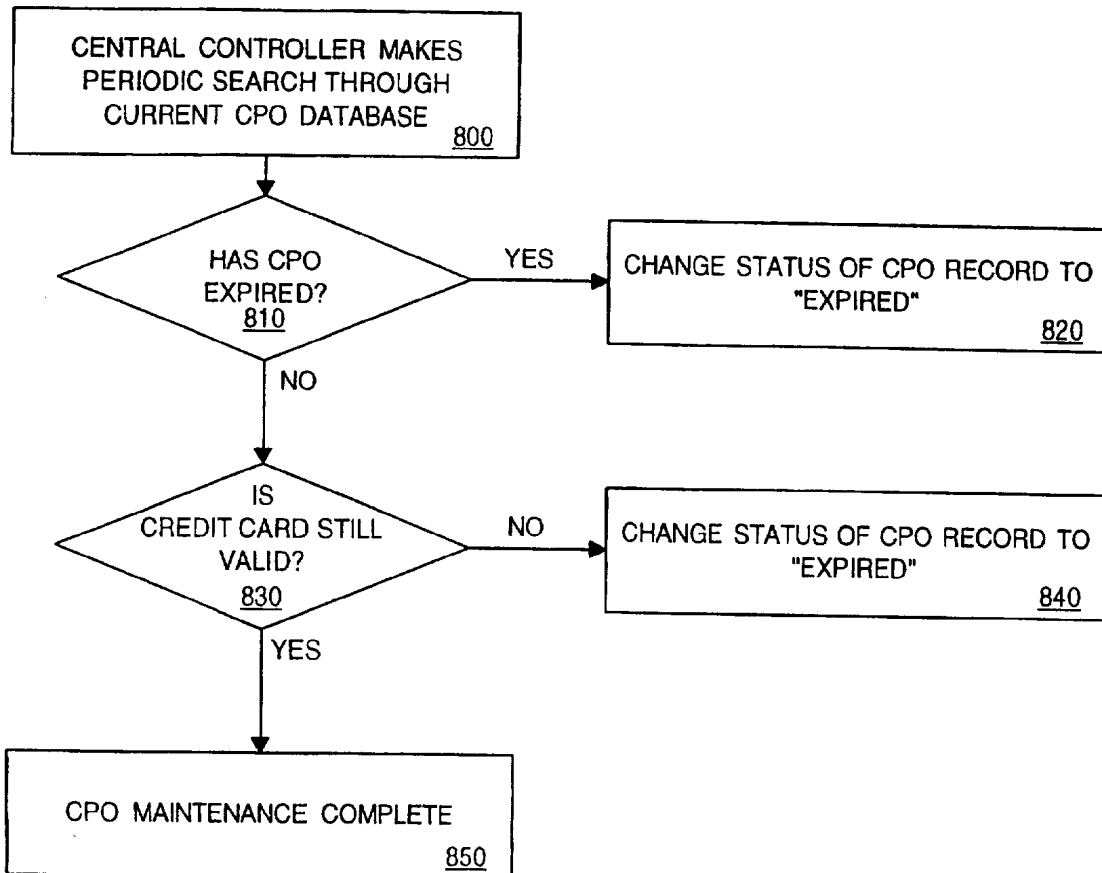 CENTRAL CONTROLLER MAKES
PERIODIC SEARCH THROUGH
CURRENT CPO DATABASE
800
HAS CPO
EXPIRED?
810
YES
CHANGE STATUS OF CPO RECORD TO
"EXPIRED"
820
NO
IS
CREDIT CARD STILL
VALID?
830
NO
CHANGE STATUS OF CPO RECORD TO
"EXPIRED"
840
YES
CPO MAINTENANCE COMPLETE
850